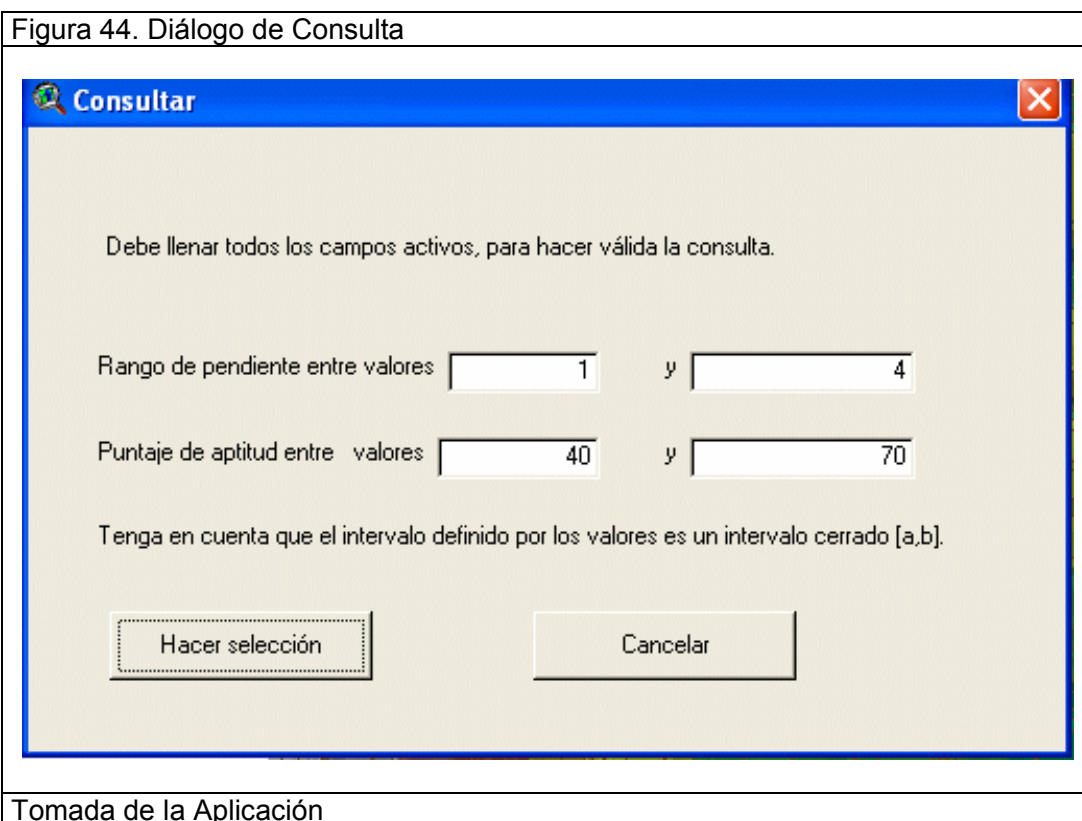 Figura 44. Diálogo de Consulta
Consultar
Debe llenar todos los campos activos, para hacer válida la consulta.
Rango de pendiente entre valores 1 y 4
Puntaje de aptitud entre valores 40 y 70
Tenga en cuenta que el intervalo definido por los valores es un intervalo cerrado [a,b].
Hacer selección Cancelar
Tomada de la Aplicación